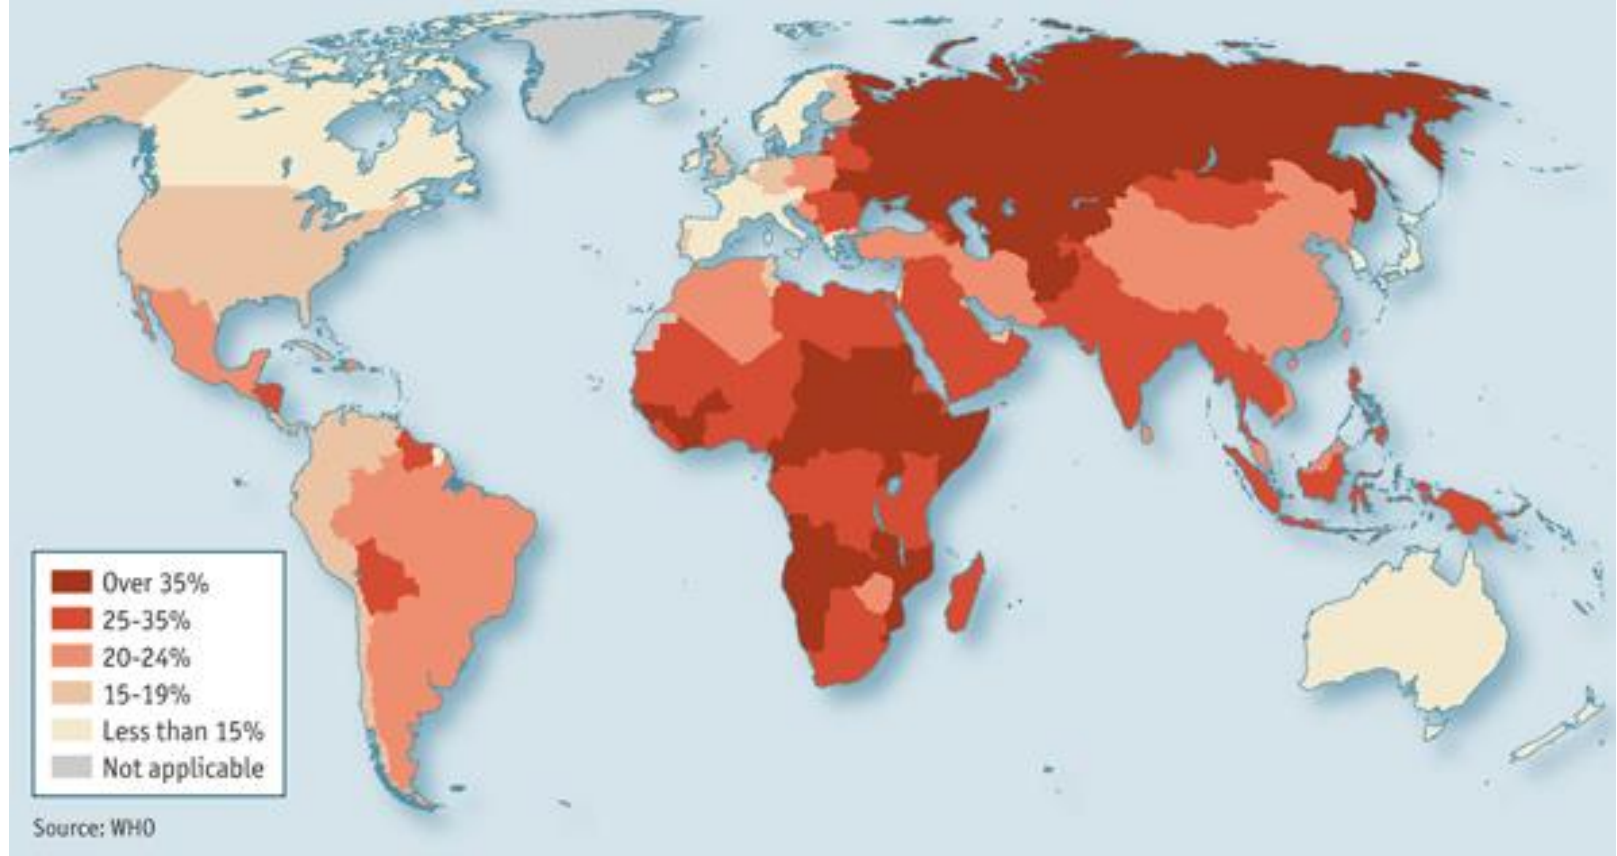 Over 35%
25-35%
20-24%
15-19%
Less than 15%
Not applicable
Source: WHO